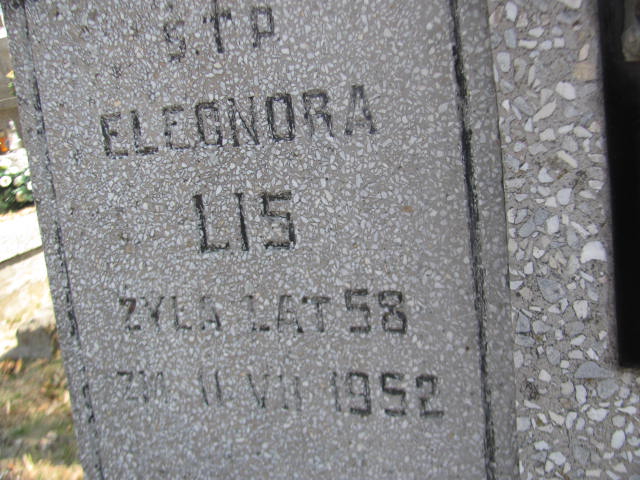 Ś.†P
ELEONORA
LIS
ŻYŁA LAT 58
ZM. 11 VII 1952